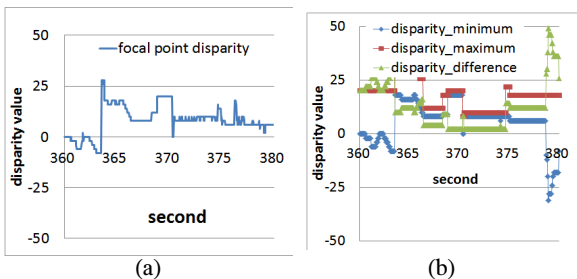 (a)
50
focal point disparity
25
0
360 365 370 375 380
-25
second
-50
disparity value
(a)
(b)
50
disparity_minimum
disparity_maximum
disparity_difference
25
0
360 365 370 375 380
second
-25
-50
disparity value
(b)